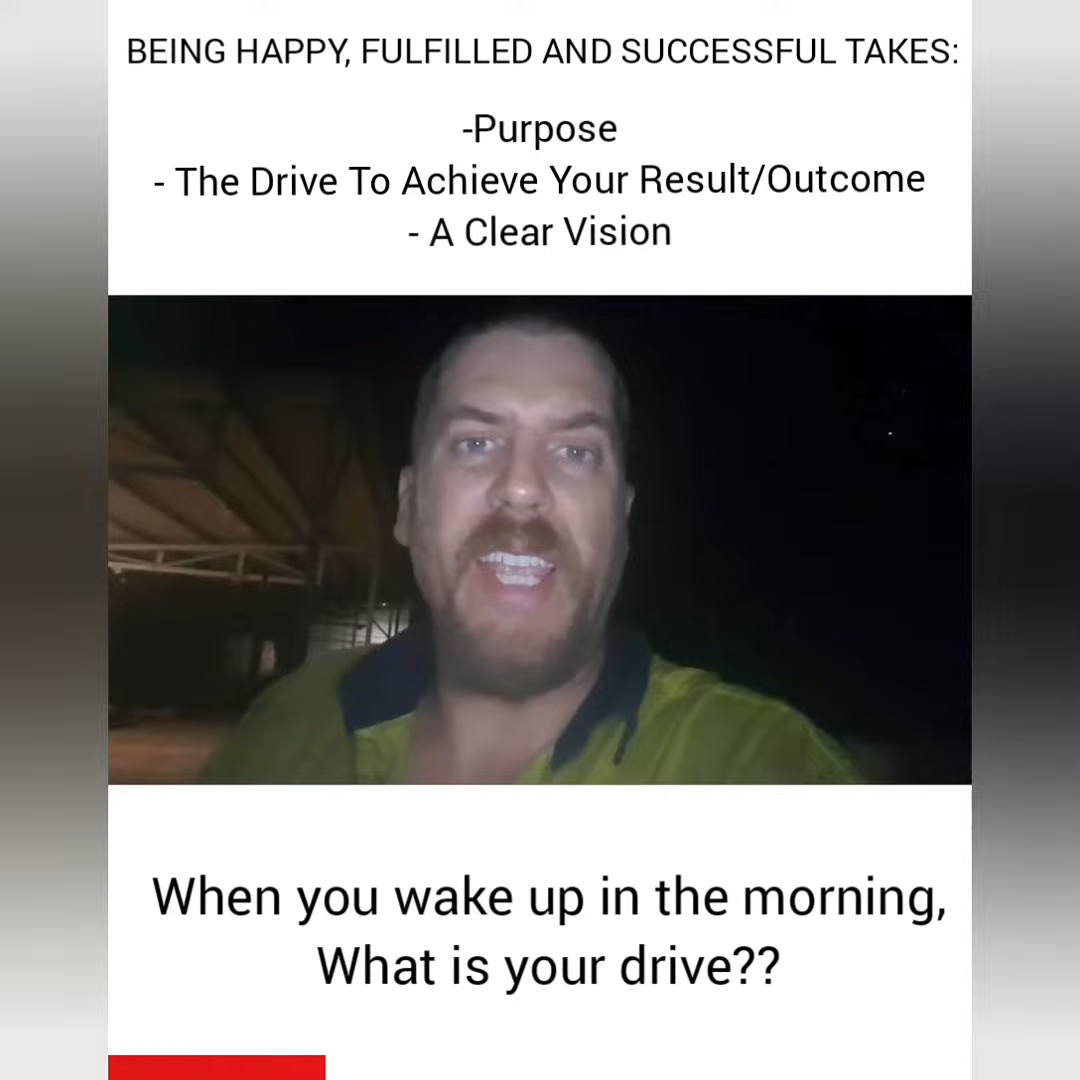 BEING HAPPY, FULFILLED AND SUCCESSFUL TAKES:
-Purpose
- The Drive To Achieve Your Result/Outcome
- A Clear Vision
When you wake up in the morning,
What is your drive??